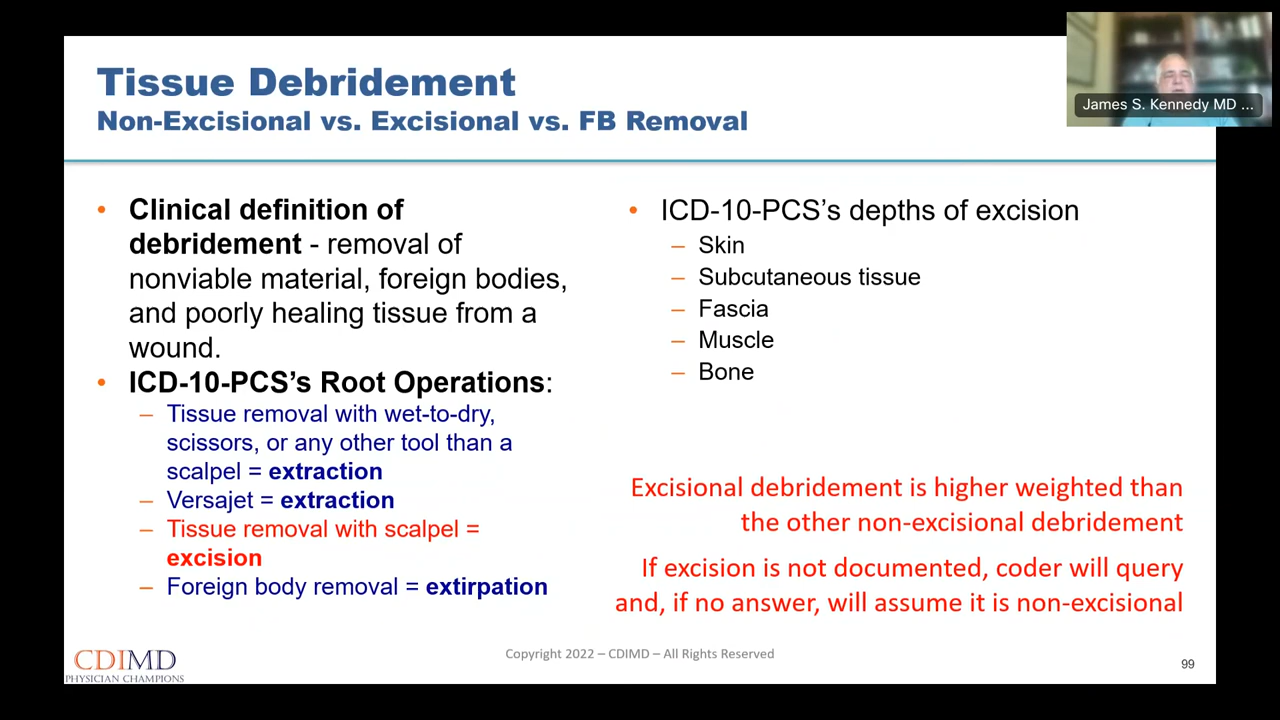 Tissue Debridement
Non-Excisional vs. Excisional vs. FB Removal
James S. Kennedy MD ...
• Clinical definition of
debridement - removal of
nonviable material, foreign bodies,
and poorly healing tissue from a
wound.
• ICD-10-PCS’s Root Operations:
– Tissue removal with wet-to-dry,
scissors, or any other tool than a
scalpel = extraction
– Versajet = extraction
– Tissue removal with scalpel =
excision
– Foreign body removal = extirpation
• ICD-10-PCS’s depths of excision
– Skin
– Subcutaneous tissue
– Fascia
– Muscle
– Bone
Excisional debridement is higher weighted than
the other non-excisional debridement
If excision is not documented, coder will query
and, if no answer, will assume it is non-excisional
CDIMD
PHYSICIAN CHAMPIONS
Copyright 2022 – CDIMD – All Rights Reserved
99